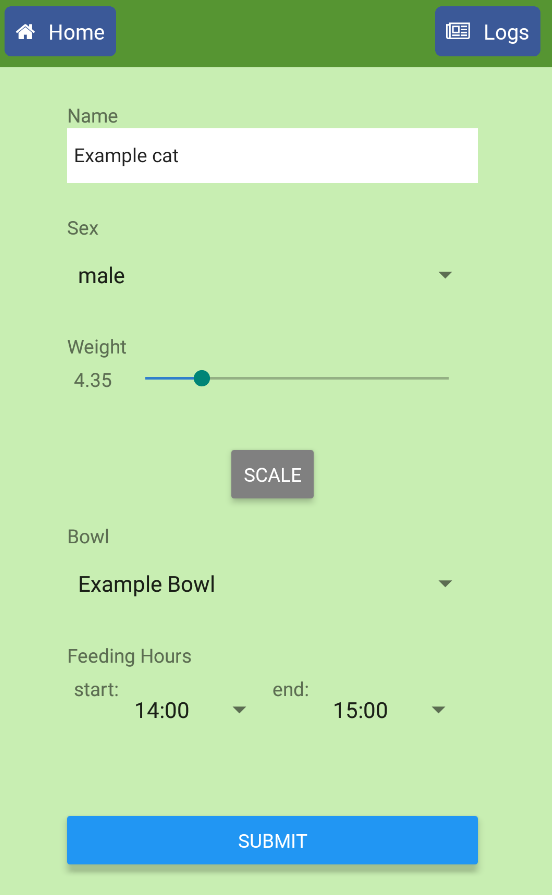 Home
Logs
Name
Example cat
Sex
male
Weight
4.35
SCALE
Bowl
Example Bowl
Feeding Hours
start: 14:00 end: 15:00
SUBMIT